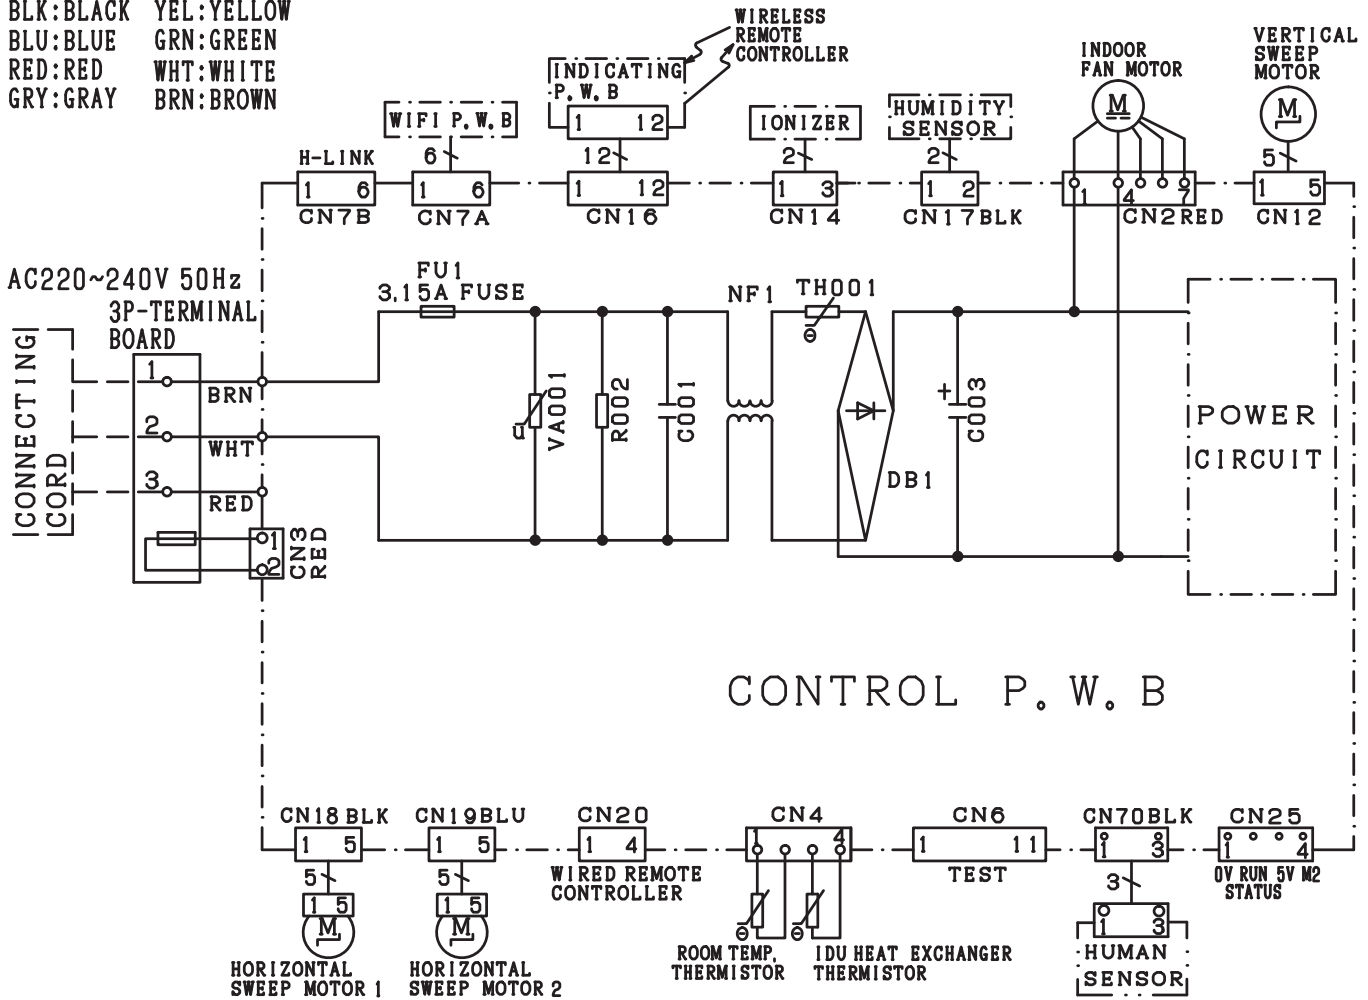 BLK:BLACK YEL:YELLOW
BLU:BLUE GRN:GREEN
RED:RED WHT:WHITE
GRY:GRAY BRN:BROWN
WIRELESS
REMOTE
CONTROLLER
INDICATING
P.W.B
1 12
12
WIFI P.W.B
6
IONIZER
2
HUMIDITY
SENSOR
2
INDOOR
FAN MOTOR
M
VERTICAL
SWEEP
MOTOR
M
5
H-LINK
1 6
CN7B
1 6
CN7A
1 12
CN16
1 3
CN14
1 2
CN17BLK
1 4 7
CN2RED
1 5
CN12
AC220~240V 50Hz
3P-TERMINAL
BOARD
CONNECTING
CORD
1
BRN
2
WHT
3
RED
1
2
CN3
RED
FU1
3.15A FUSE
u
VA001
R002
C001
NF1
TH001
θ
DB1
+
C003
POWER
CIRCUIT
CONTROL P.W.B
CN18BLK
1 5
5
1 5
M
HORIZONTAL
SWEEP MOTOR 1
CN19BLU
1 5
5
1 5
M
HORIZONTAL
SWEEP MOTOR 2
CN20
1 4
WIRED REMOTE
CONTROLLER
CN4
1 4
θ
θ
ROOM TEMP.
THERMISTOR
IDU HEAT EXCHANGER
THERMISTOR
CN6
1 11
TEST
CN70BLK
1 3
3
1 3
HUMAN
SENSOR
CN25
1 4
0V RUN 5V M2
STATUS